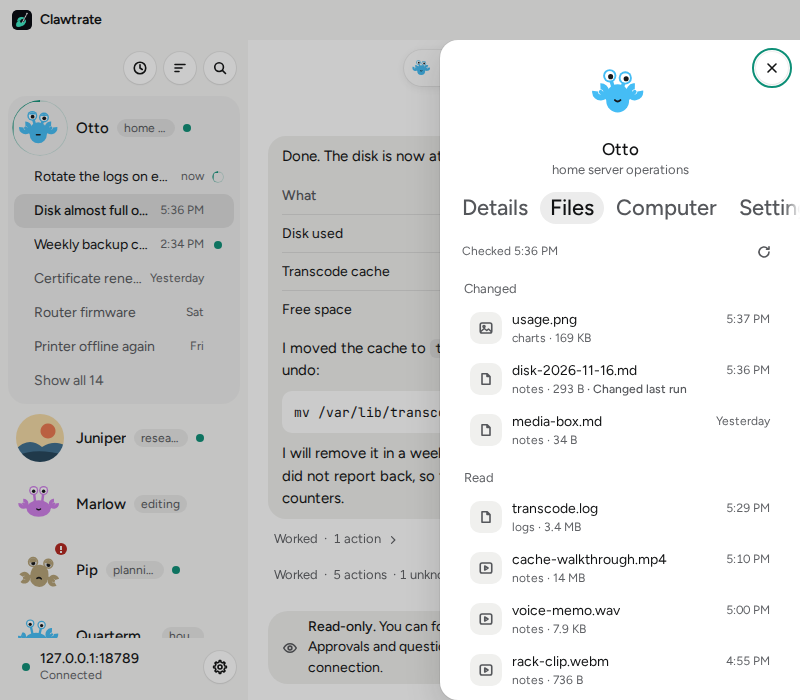 Clawtrate
Otto home ...
Rotate the logs on e... now
Disk almost full o... 5:36 PM
Weekly backup c... 2:34 PM
Certificate rene... Yesterday
Router firmware Sat
Printer offline again Fri
Show all 14
Juniper resea...
Marlow editing
Pip planni...
Quarterm hou
127.0.0.1:18789
Connected
Done. The disk is now at
What
Disk used
Transcode cache
Free space
I moved the cache to t
undo:
mv /var/lib/transc
I will remove it in a week
did not report back, so
counters.
Worked · 1 action
Worked · 5 actions · 1 unkno
Read-only. You can fo
Approvals and questi
connection.
Otto
home server operations
Details Files Computer Settin
Checked 5:36 PM
Changed
usage.png 5:37 PM
charts · 169 KB
disk-2026-11-16.md 5:36 PM
notes · 293 B · Changed last run
media-box.md Yesterday
notes · 34 B
Read
transcode.log 5:29 PM
logs · 3.4 MB
cache-walkthrough.mp4 5:10 PM
notes · 14 MB
voice-memo.wav 5:00 PM
notes · 7.9 KB
rack-clip.webm 4:55 PM
notes · 736 B